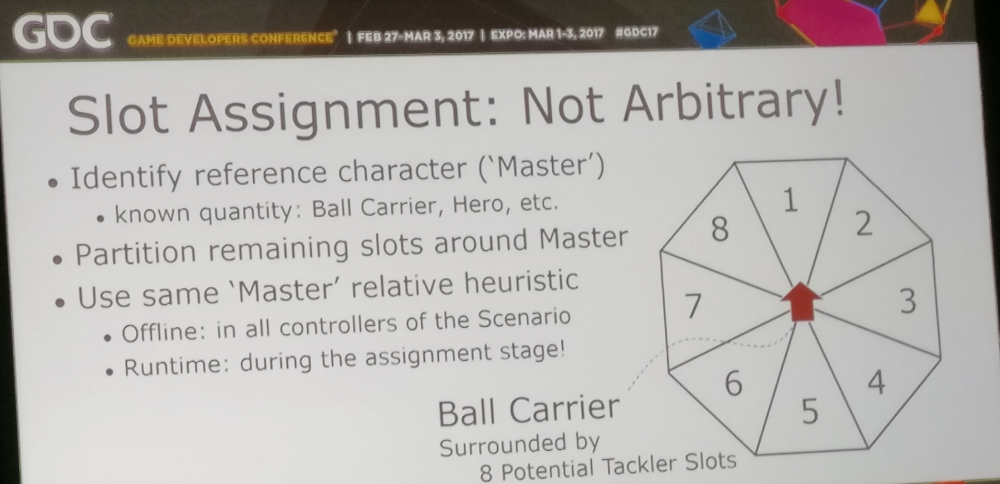 GDC GAME DEVELOPERS CONFERENCE® | FEB 27-MAR 3, 2017 | EXPO: MAR 1-3, 2017 #GDC17
Slot Assignment: Not Arbitrary!
• Identify reference character (‘Master’)
• known quantity: Ball Carrier, Hero, etc.
• Partition remaining slots around Master
• Use same ‘Master’ relative heuristic
• Offline: in all controllers of the Scenario
• Runtime: during the assignment stage!
1
2
3
4
5
6
7
8
Ball Carrier
Surrounded by
8 Potential Tackler Slots